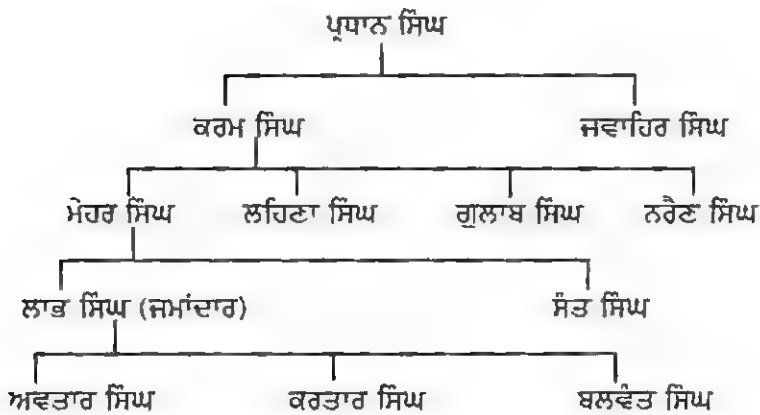 ਪ੍ਰਧਾਨ ਸਿੰਘ
ਕਰਮ ਸਿੰਘ ਜਵਾਹਿਰ ਸਿੰਘ
ਮੇਹਰ ਸਿੰਘ ਲਹਿਣਾ ਸਿੰਘ ਗੁਲਾਬ ਸਿੰਘ ਨਰੈਣ ਸਿੰਘ
ਲਾਭ ਸਿੰਘ (ਜਮਾਂਦਾਰ) ਸੰਤ ਸਿੰਘ
ਅਵਤਾਰ ਸਿੰਘ ਕਰਤਾਰ ਸਿੰਘ ਬਲਵੰਤ ਸਿੰਘ